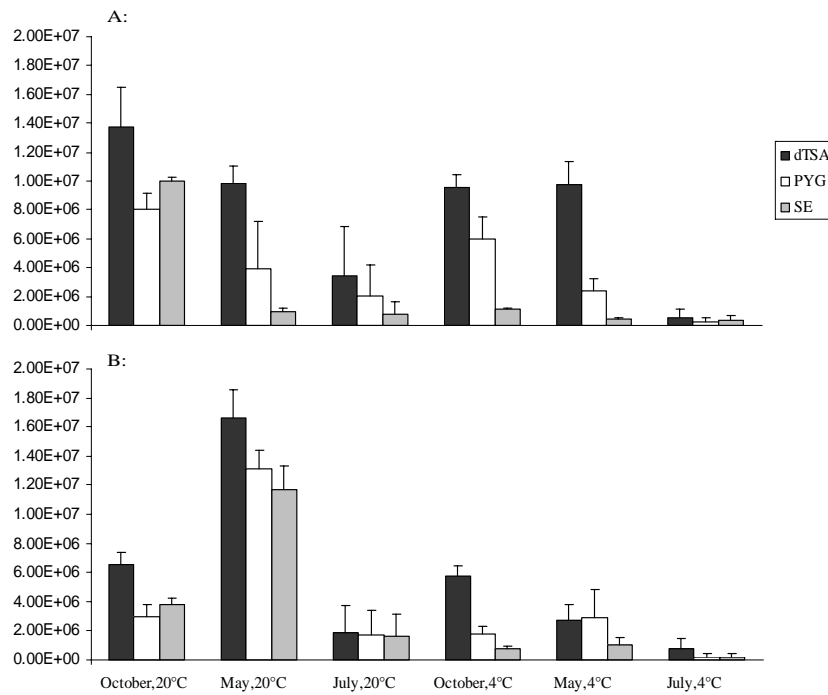 A:
2.00E+07
1.80E+07
1.60E+07
1.40E+07
1.20E+07
1.00E+07
8.00E+06
6.00E+06
4.00E+06
2.00E+06
0.00E+00
dTSA
PYG
SE
B:
2.00E+07
1.80E+07
1.60E+07
1.40E+07
1.20E+07
1.00E+07
8.00E+06
6.00E+06
4.00E+06
2.00E+06
0.00E+00
October,20°C May,20°C July,20°C October,4°C May,4°C July,4°C